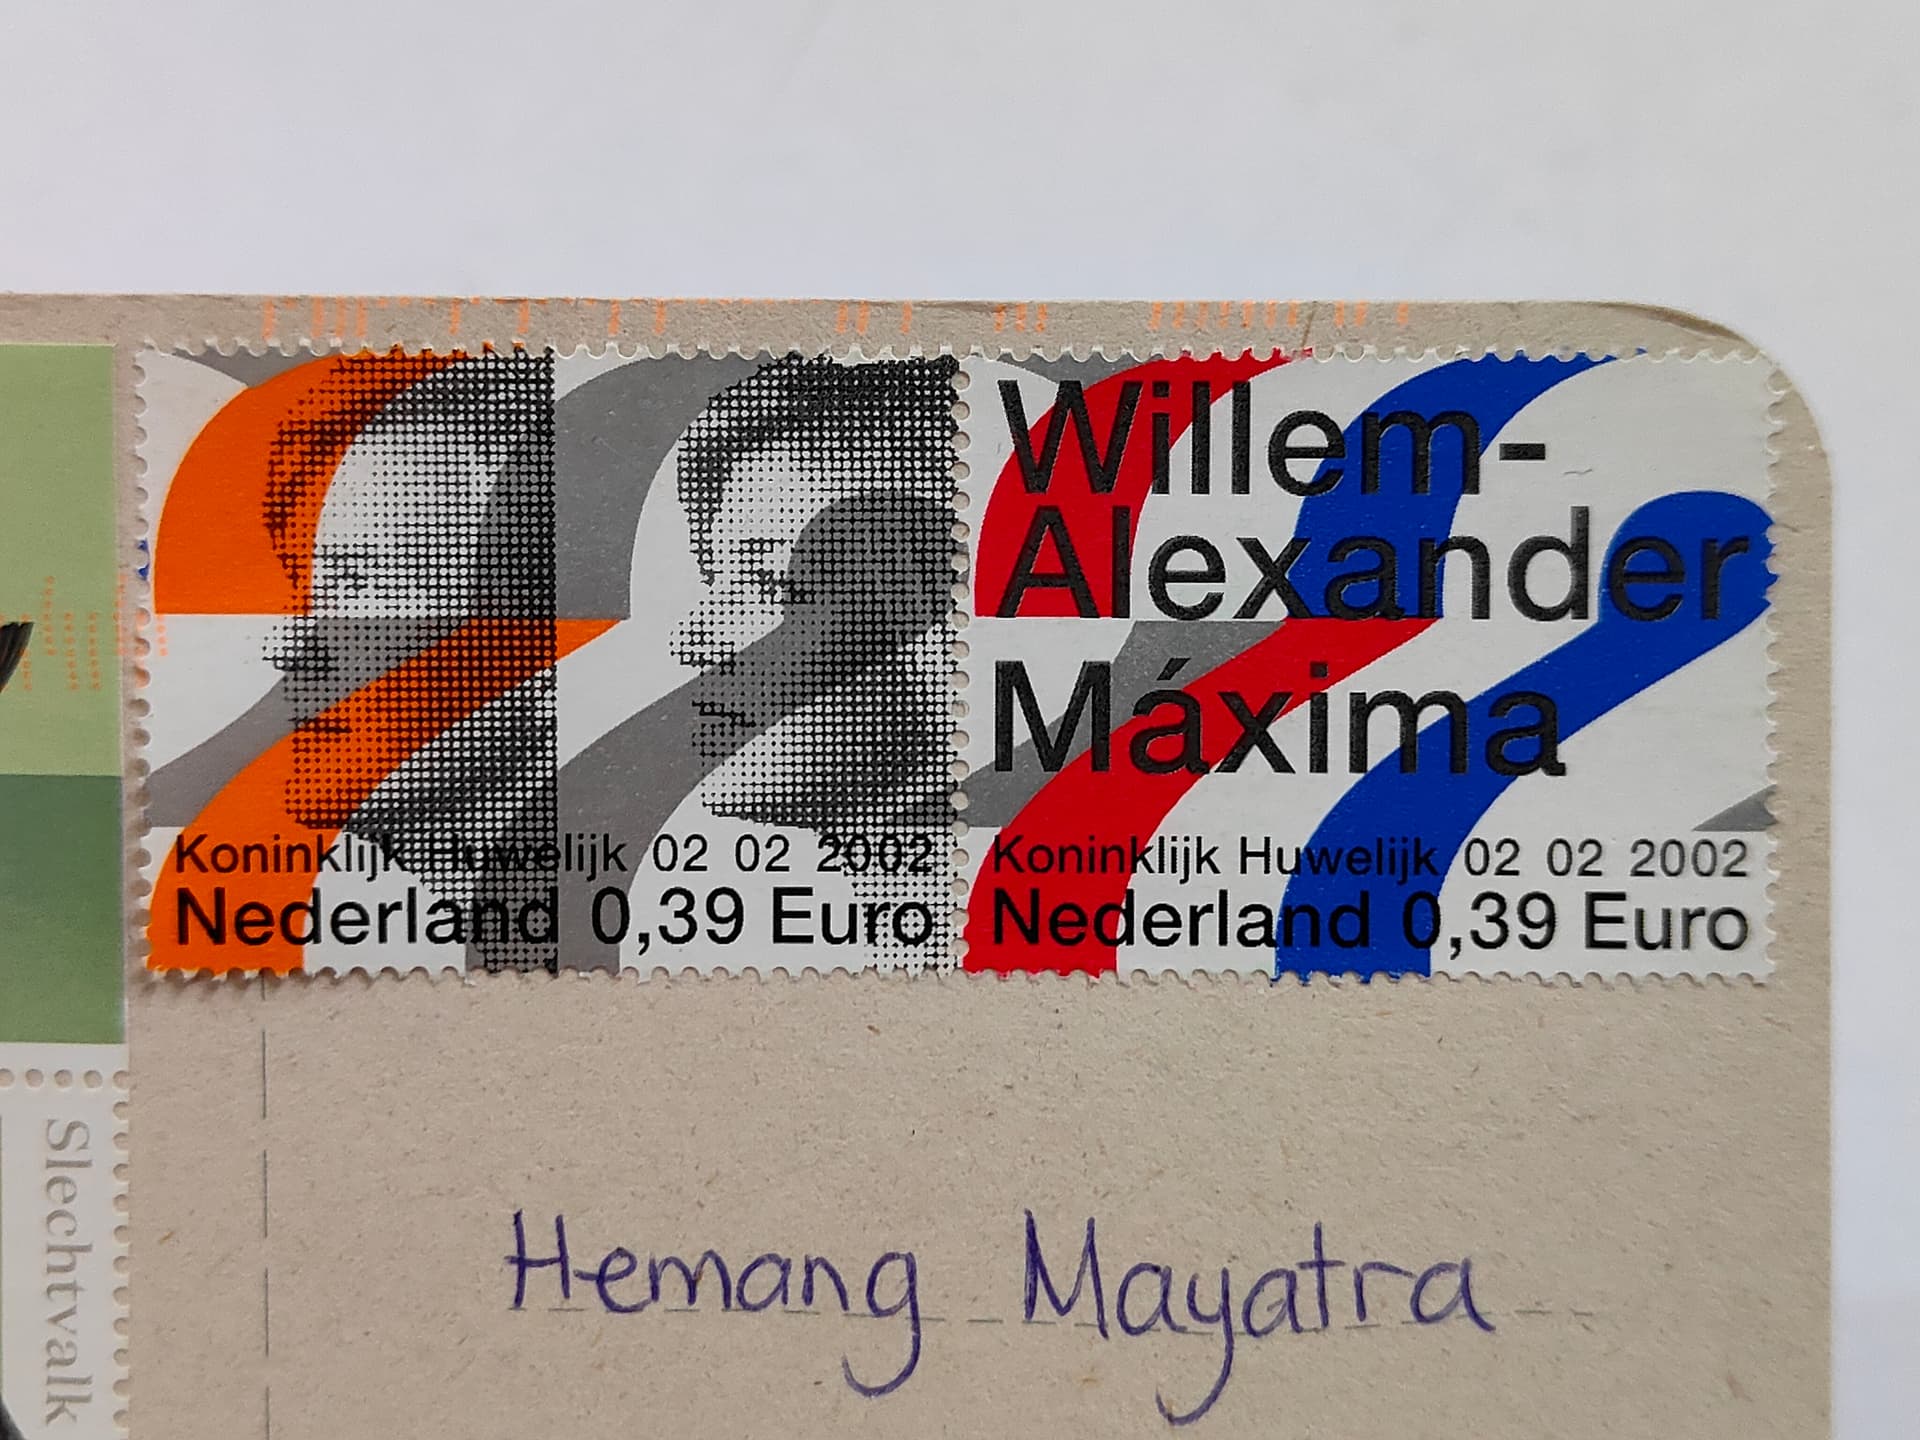 Koninklijk Huwelijk 02 02 2002
Nederland 0,39 Euro
Willem-
Alexander
Máxima
Koninklijk Huwelijk 02 02 2002
Nederland 0,39 Euro
Slechtvalk
Hemang Mayatra